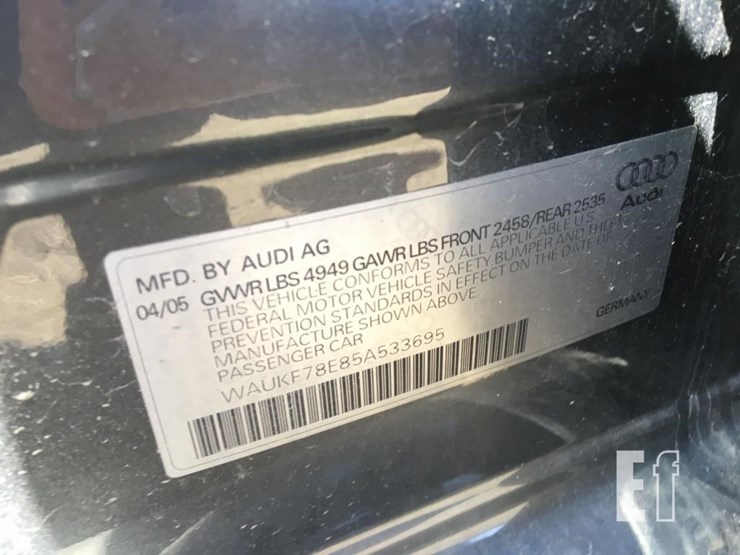 Audi
MFD. BY AUDI AG
04/05 GVWR LBS 4949 GAWR LBS FRONT 2458/REAR 2535
THIS VEHICLE CONFORMS TO ALL APPLICABLE U.S.
FEDERAL MOTOR VEHICLE SAFETY BUMPER AND THEFT
PREVENTION STANDARDS IN EFFECT ON THE DATE OF
MANUFACTURE SHOWN ABOVE
PASSENGER CAR
GERMANY
WAUKF78E85A533695
Ef